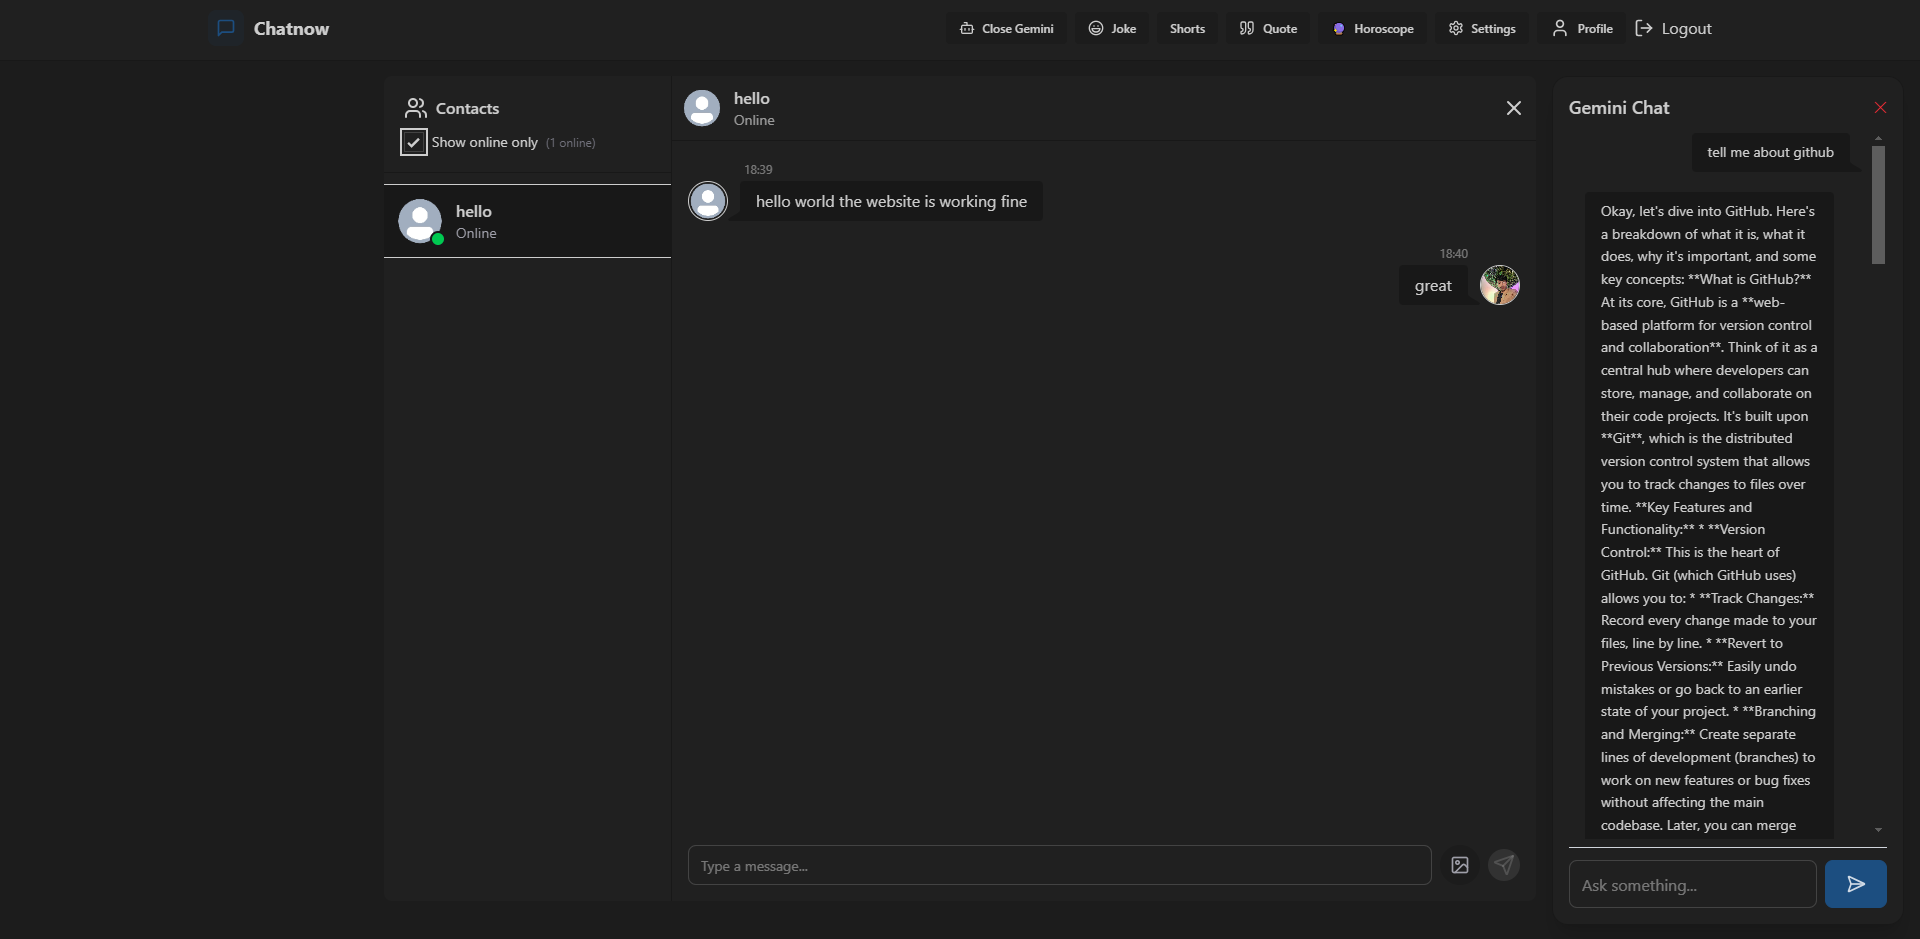 Chatnow
Close Gemini
Joke
Shorts
Quote
Horoscope
Settings
Profile
Logout
Contacts
Show online only (1 online)
hello
Online
hello
Online
18:39
hello world the website is working fine
18:40
great
Type a message...
Gemini Chat
tell me about github
Okay, let's dive into GitHub. Here's
a breakdown of what it is, what it
does, why it's important, and some
key concepts: **What is GitHub?**
At its core, GitHub is a **web-
based platform for version control
and collaboration**. Think of it as a
central hub where developers can
store, manage, and collaborate on
their code projects. It's built upon
**Git**, which is the distributed
version control system that allows
you to track changes to files over
time. **Key Features and
Functionality:** * **Version
Control:** This is the heart of
GitHub. Git (which GitHub uses)
allows you to: * **Track Changes:**
Record every change made to your
files, line by line. * **Revert to
Previous Versions:** Easily undo
mistakes or go back to an earlier
state of your project. * **Branching
and Merging:** Create separate
lines of development (branches) to
work on new features or bug fixes
without affecting the main
codebase. Later, you can merge
Ask something...